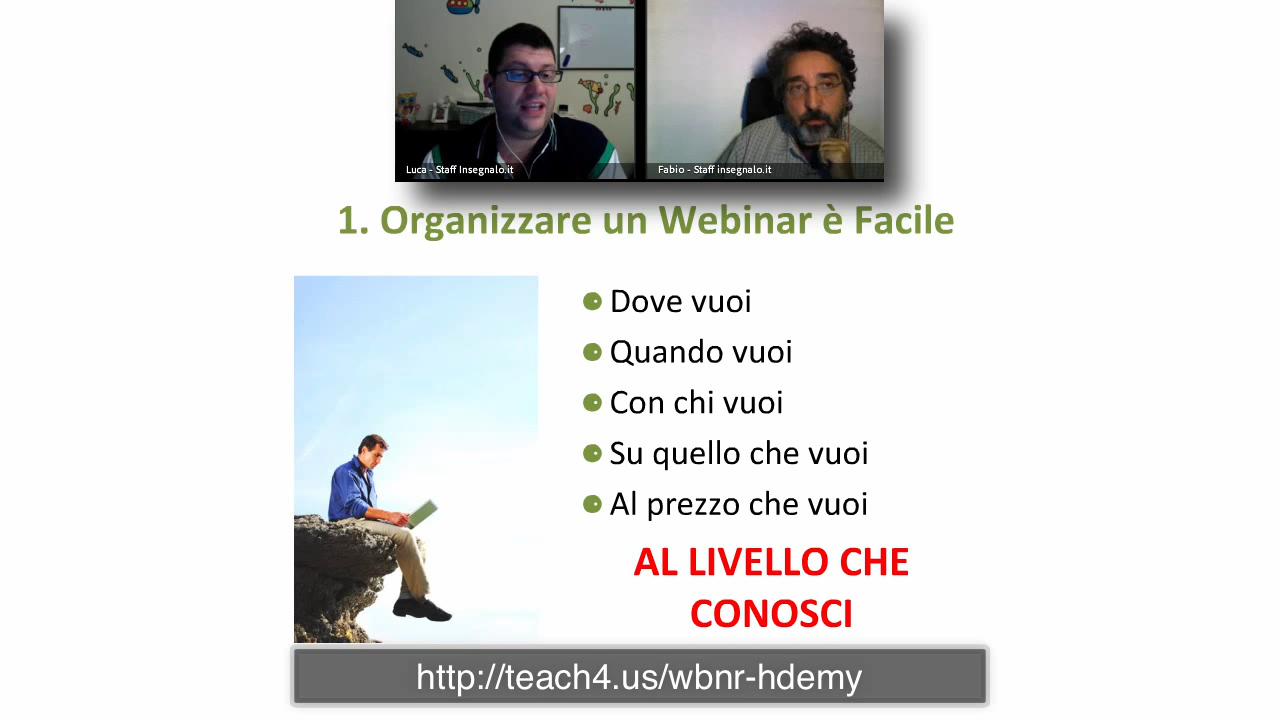 Luca - Staff Insegnalo.it
Fabio - Staff insegnalo.it
1. Organizzare un Webinar è Facile
Dove vuoi
Quando vuoi
Con chi vuoi
Su quello che vuoi
Al prezzo che vuoi
AL LIVELLO CHE
CONOSCI
http://teach4.us/wbnr-hdemy